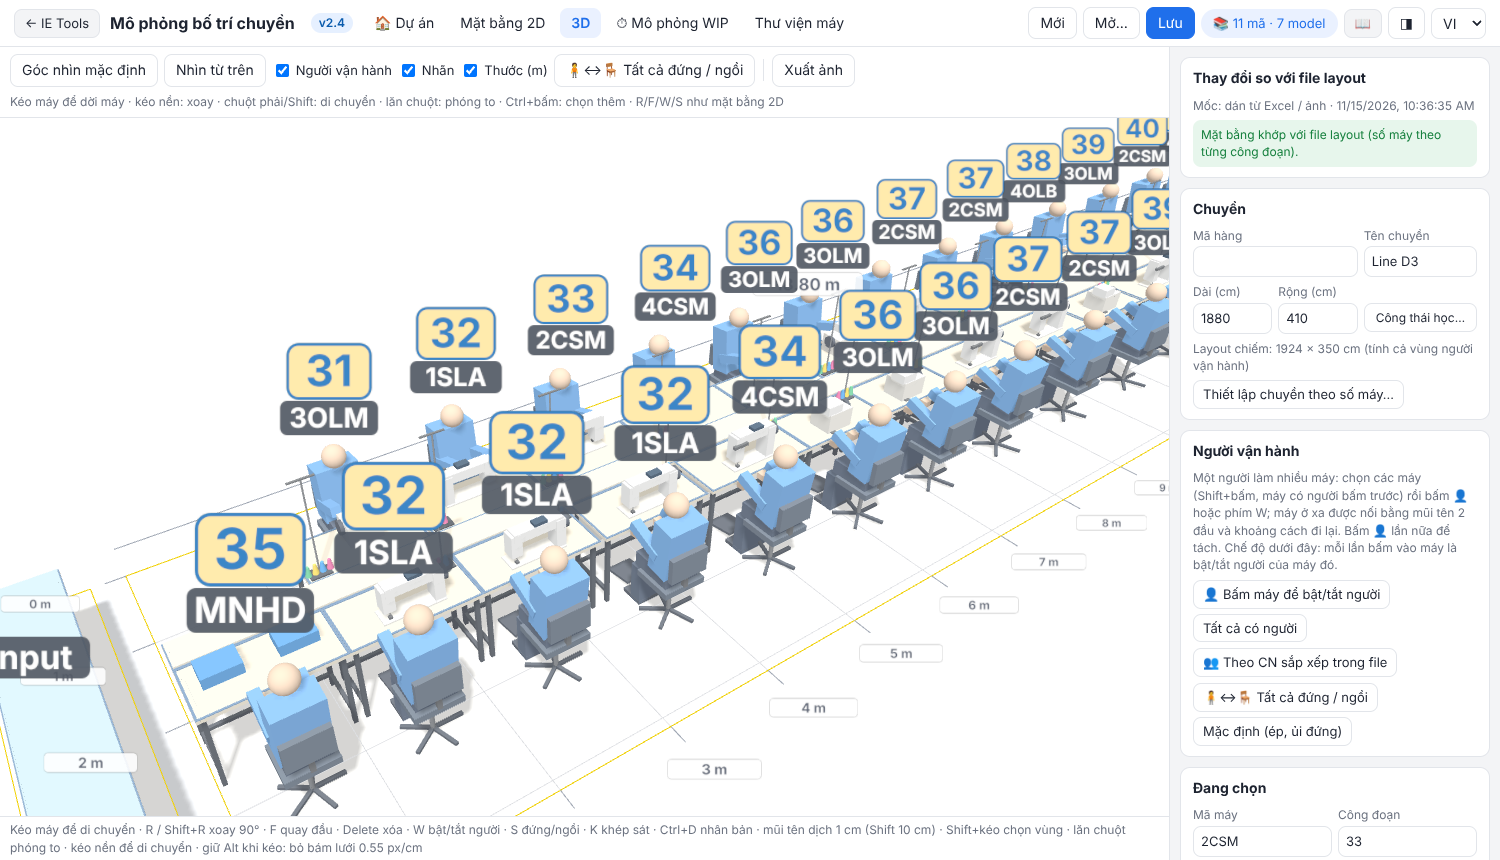 ← IE Tools
Mô phỏng bố trí chuyền
v2.4
🏠 Dự án
Mặt bằng 2D
3D
⏱ Mô phỏng WIP
Thư viện máy
Mới
Mở...
Lưu
📚 11 mã · 7 model
VI
Góc nhìn mặc định
Nhìn từ trên
Người vận hành
Nhãn
Thước (m)
🧍↔🪑 Tất cả đứng / ngồi
Xuất ảnh
Kéo máy để dời máy · kéo nền: xoay · chuột phải/Shift: di chuyển · lăn chuột: phóng to · Ctrl+bấm: chọn thêm · R/F/W/S như mặt bằng 2D
40
2CSM
39
3OLM
38
4OLB
37
2CSM
37
2CSM
36
3OLM
36
3OLM
80 m
34
4CSM
33
2CSM
32
1SLA
31
3OLM
39
3OL
37
2CSM
37
2CSM
36
3OLM
36
3OLM
34
4CSM
32
1SLA
32
1SLA
32
1SLA
35
MNHD
nput
0 m
1 m
2 m
3 m
4 m
5 m
6 m
7 m
8 m
9
Kéo máy để di chuyển · R / Shift+R xoay 90° · F quay đầu · Delete xóa · W bật/tắt người · S đứng/ngồi · K khép sát · Ctrl+D nhân bản · mũi tên dịch 1 cm (Shift 10 cm) · Shift+kéo chọn vùng · lăn chuột
phóng to · kéo nền để di chuyển · giữ Alt khi kéo: bỏ bám lưới 0.55 px/cm
Thay đổi so với file layout
Mốc: dán từ Excel / ảnh · 11/15/2026, 10:36:35 AM
Mặt bằng khớp với file layout (số máy theo
từng công đoạn).
Chuyền
Mã hàng
Tên chuyền
Line D3
Dài (cm)
Rộng (cm)
1880
410
Công thái học...
Layout chiếm: 1924 × 350 cm (tính cả vùng người
vận hành)
Thiết lập chuyền theo số máy...
Người vận hành
Một người làm nhiều máy: chọn các máy
(Shift+bấm, máy có người bấm trước) rồi bấm 👤
hoặc phím W; máy ở xa được nối bằng mũi tên 2
đầu và khoảng cách đi lại. Bấm 👤 lần nữa để
tách. Chế độ dưới đây: mỗi lần bấm vào máy là
bật/tắt người của máy đó.
👤 Bấm máy để bật/tắt người
Tất cả có người
👥 Theo CN sắp xếp trong file
🧍↔🪑 Tất cả đứng / ngồi
Mặc định (ép, ủi đứng)
Đang chọn
Mã máy
Công đoạn
2CSM
33